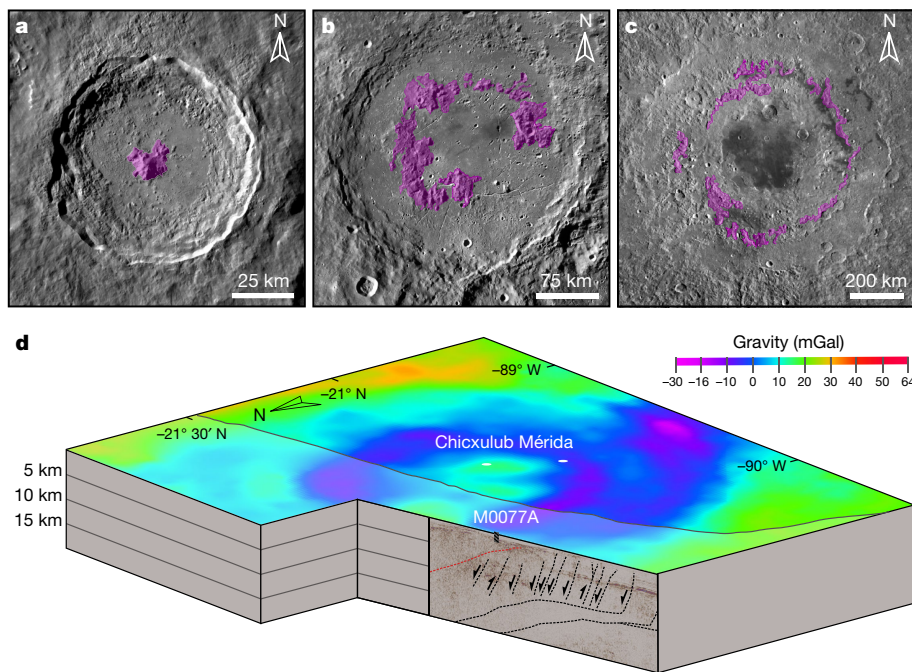 a
N
25 km
b
N
75 km
c
N
200 km
d
Gravity (mGal)
–30 –16 –10 0 10 20 30 40 50 64
–89° W
–21° N
N
–21° 30′ N
Chicxulub Mérida
–90° W
5 km
10 km
15 km
M0077A